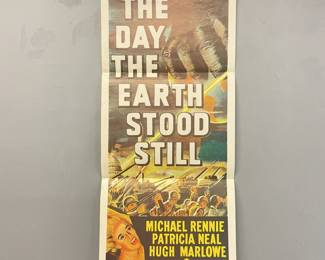 THE
DAY
THE
EARTH
STOOD
STILL
MICHAEL RENNIE
PATRICIA NEAL
HUGH MARLOWE